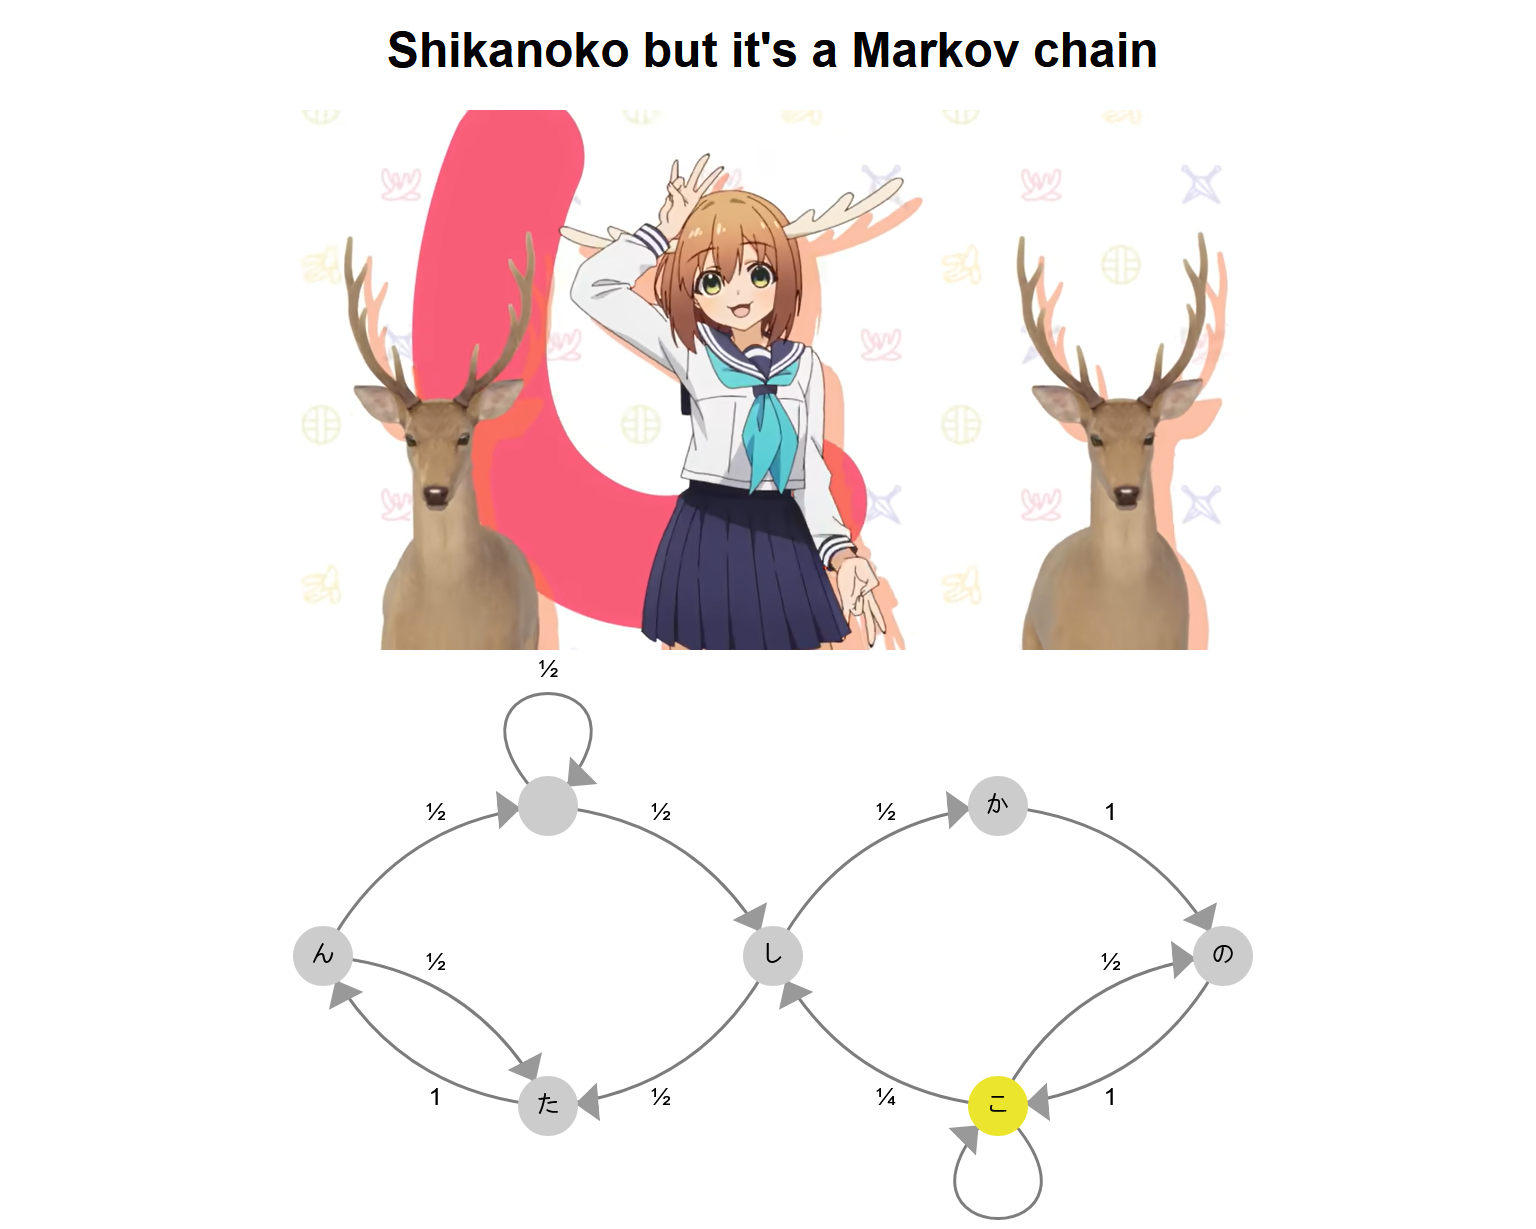 Shikanoko but it's a Markov chain
½
½
½
½
か
1
ん
½
し
½
の
1
た
½
¼
こ
1